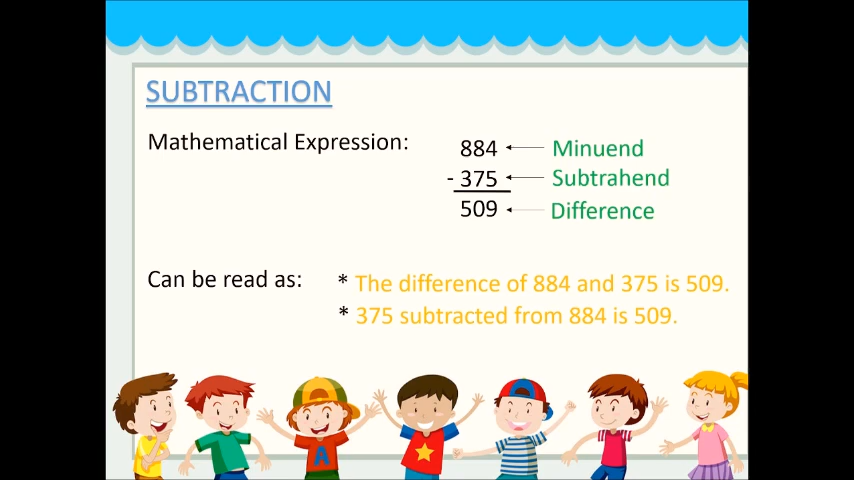 SUBTRACTION
Mathematical Expression:
884 Minuend
- 375 Subtrahend
509 Difference
Can be read as: * The difference of 884 and 375 is 509.
* 375 subtracted from 884 is 509.
A